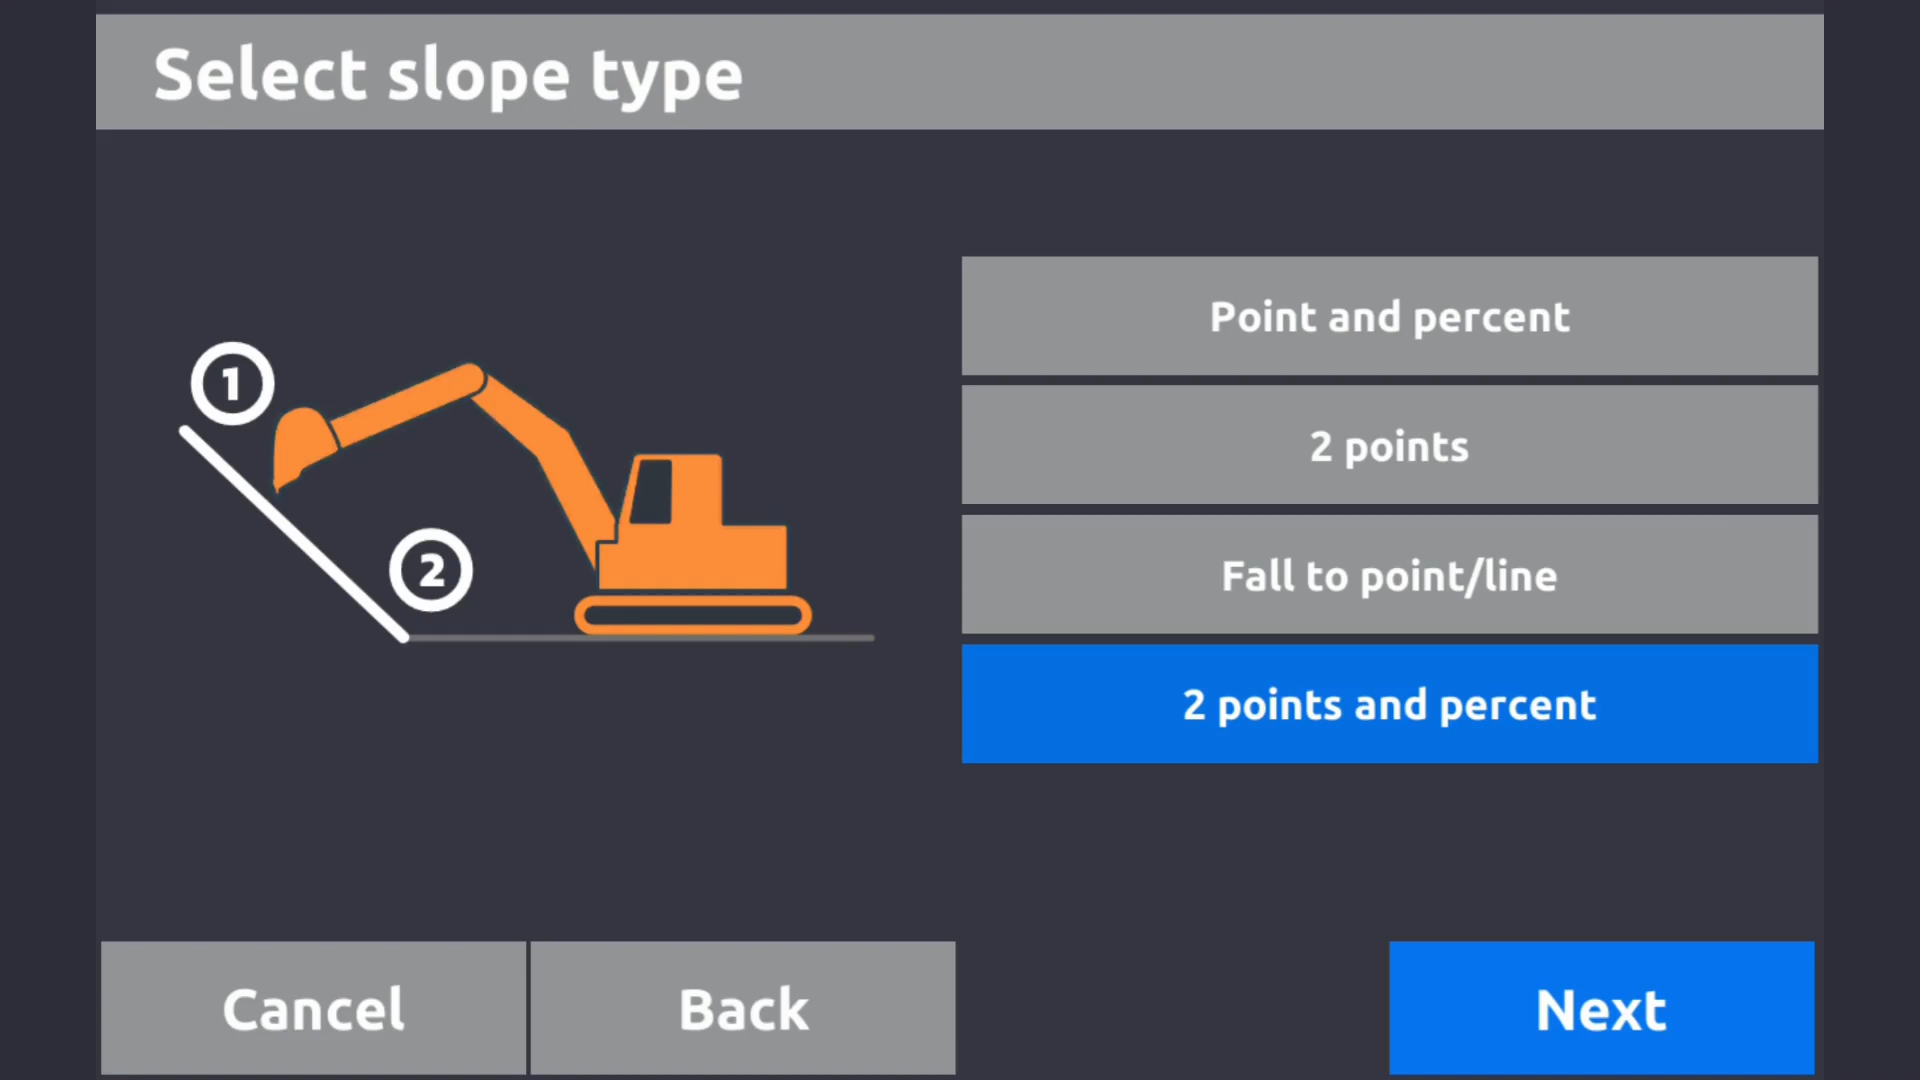 Select slope type
1
2
Point and percent
2 points
Fall to point/line
2 points and percent
Cancel
Back
Next